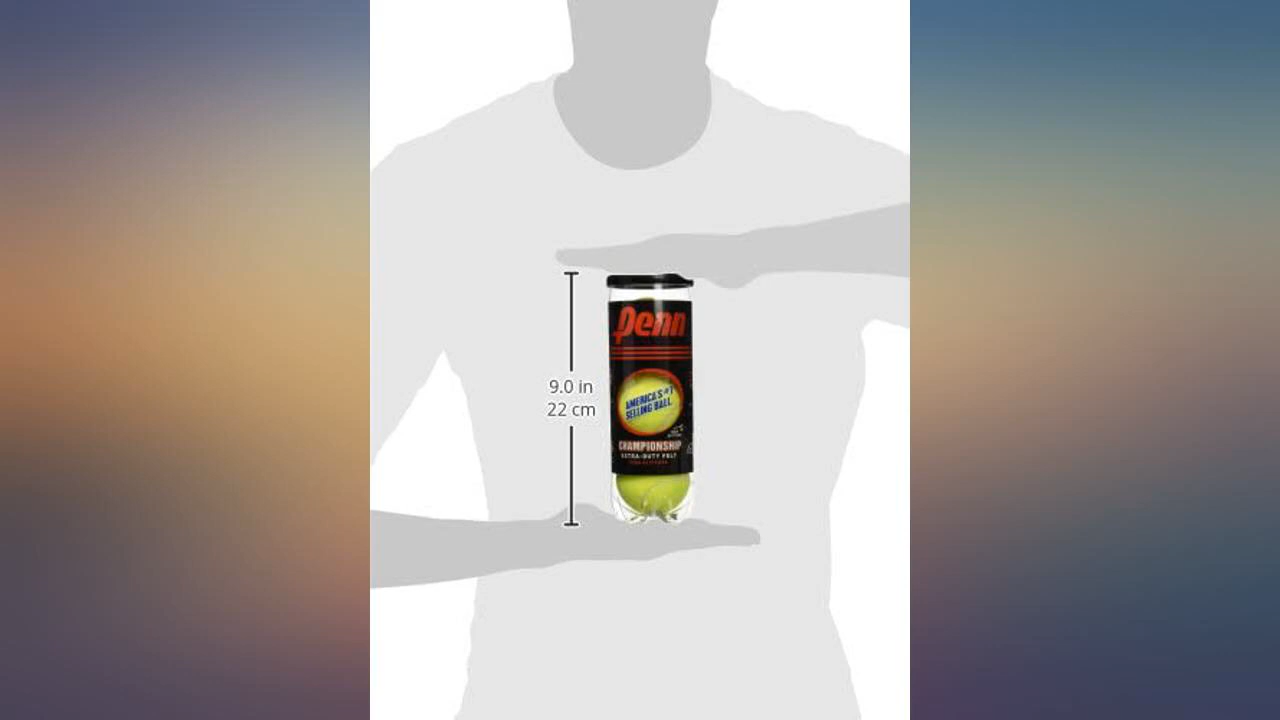 Penn
9.0 in
22 cm
AMERICA'S #1
SELLING BALL
CHAMPIONSHIP
EXTRA-DUTY FELT